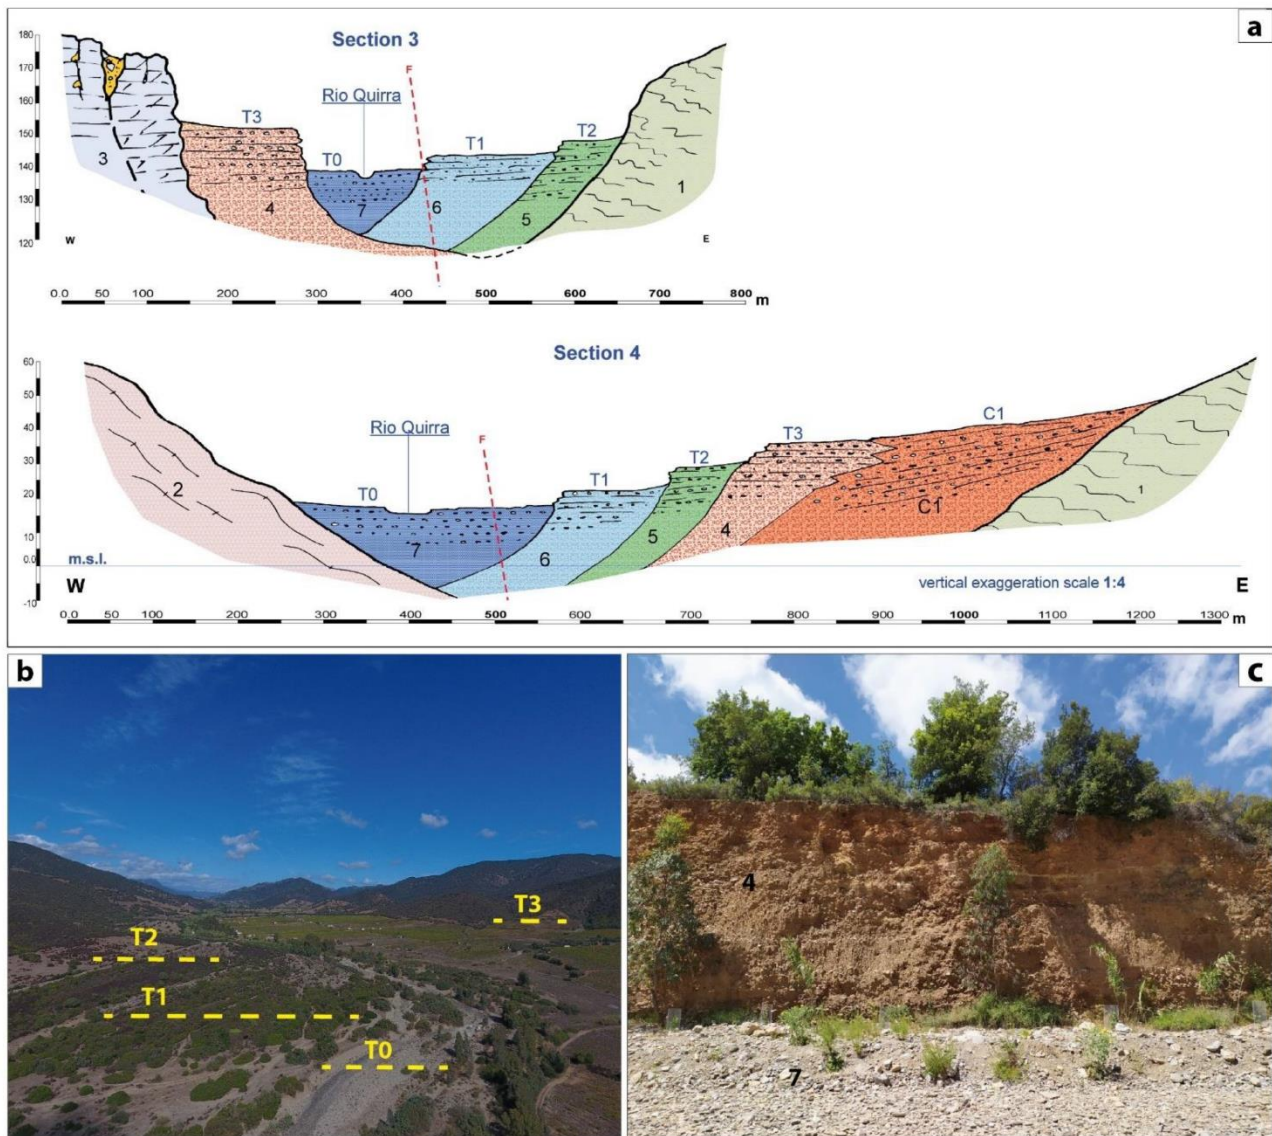 a
Section 3
180
170
160
150
140
130
120
F
Rio Quirra
T3
T0
T1
T2
3
4
7
6
5
1
W
E
0.0 50 100 200 300 400 500 600 700 800 m
Section 4
60
50
40
30
20
10
0.0
-10
Rio Quirra
F
T0
T1
T2
T3
C1
2
7
6
5
4
C1
1
m.s.l.
W
E
vertical exaggeration scale 1:4
0.0 50 100 200 300 400 500 600 700 800 900 1000 1100 1200 1300 m
b
T3
T2
T1
T0
c
4
7